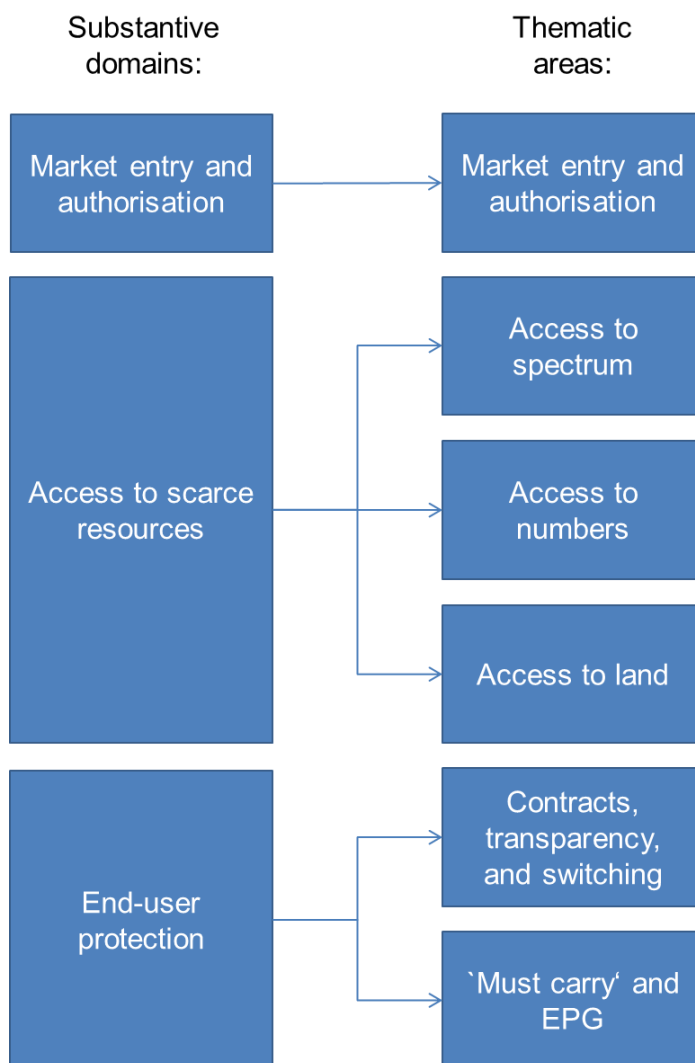 Substantive
domains:
Thematic
areas:
Market entry and
authorisation
Market entry and
authorisation
Access to scarce
resources
Access to
spectrum
Access to
numbers
Access to land
End-user
protection
Contracts,
transparency,
and switching
`Must carry‘ and
EPG